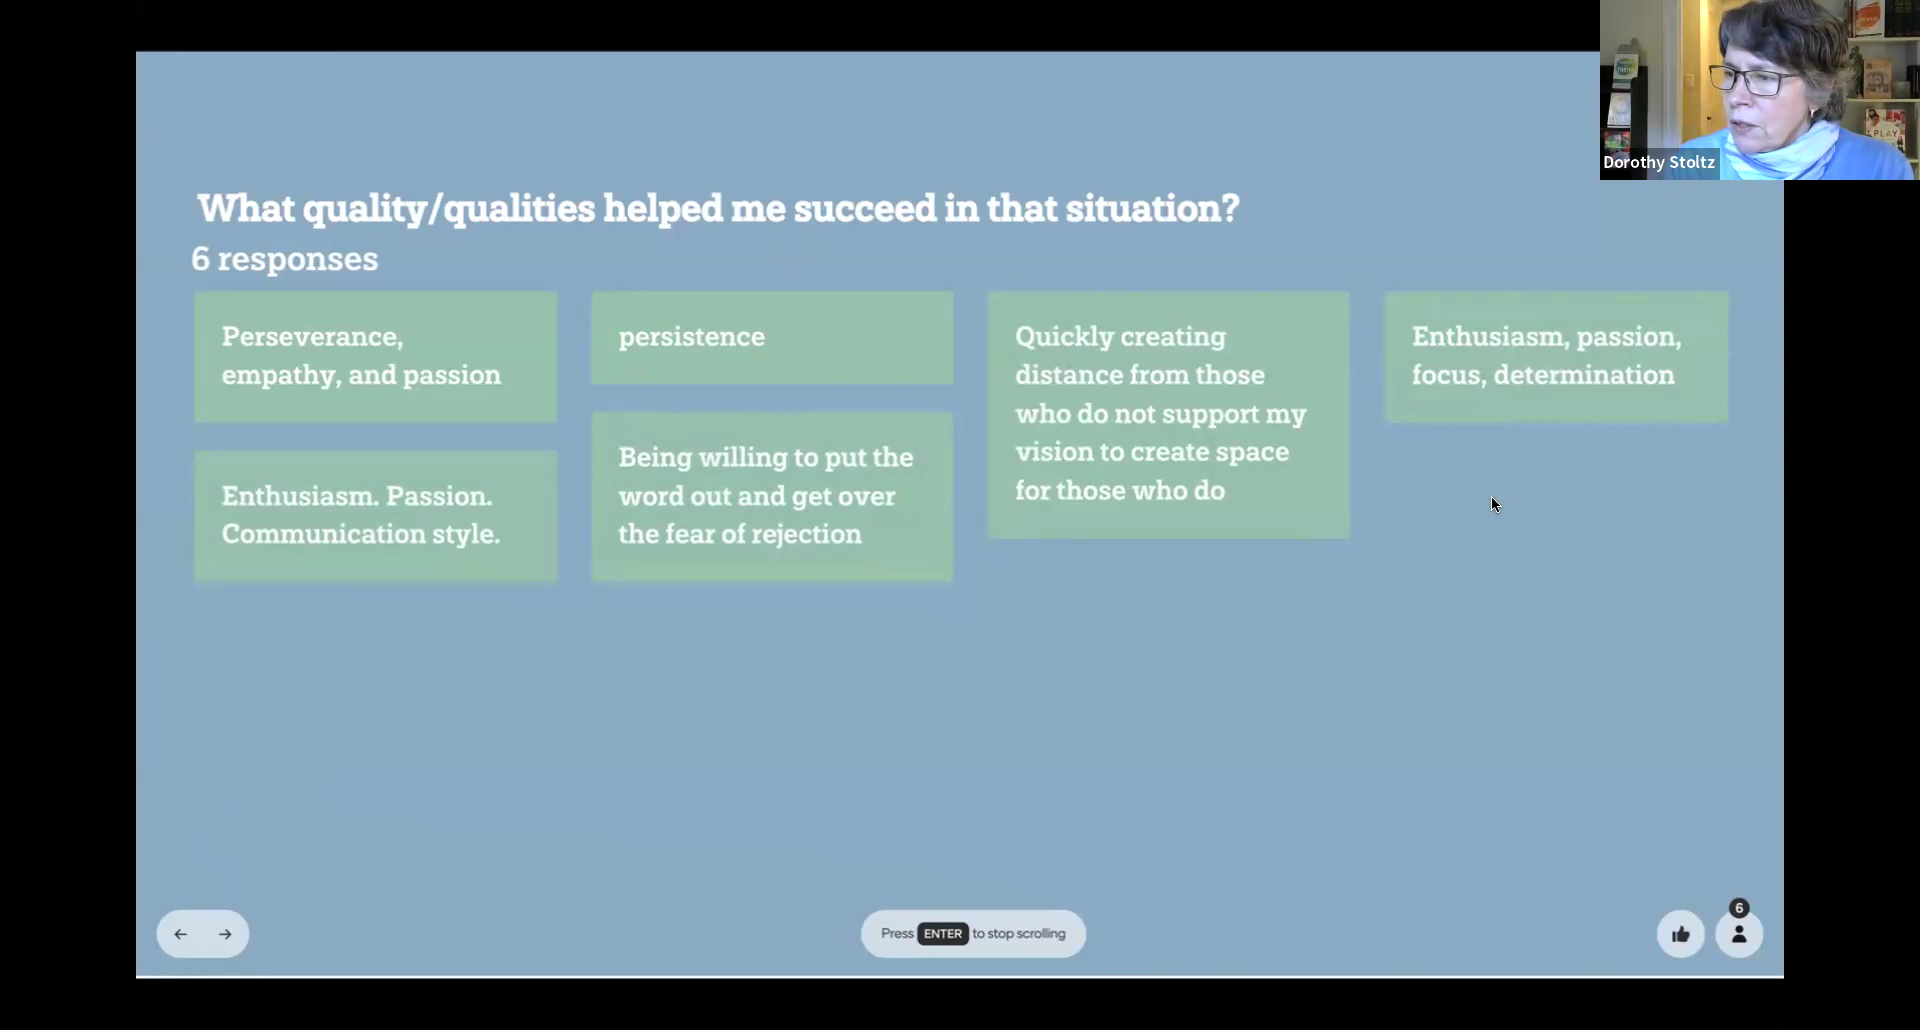 Dorothy Stoltz
PLAY
What quality/qualities helped me succeed in that situation?
6 responses
Perseverance,
empathy, and passion
Enthusiasm. Passion.
Communication style.
persistence
Being willing to put the
word out and get over
the fear of rejection
Quickly creating
distance from those
who do not support my
vision to create space
for those who do
Enthusiasm, passion,
focus, determination
Press ENTER to stop scrolling
6